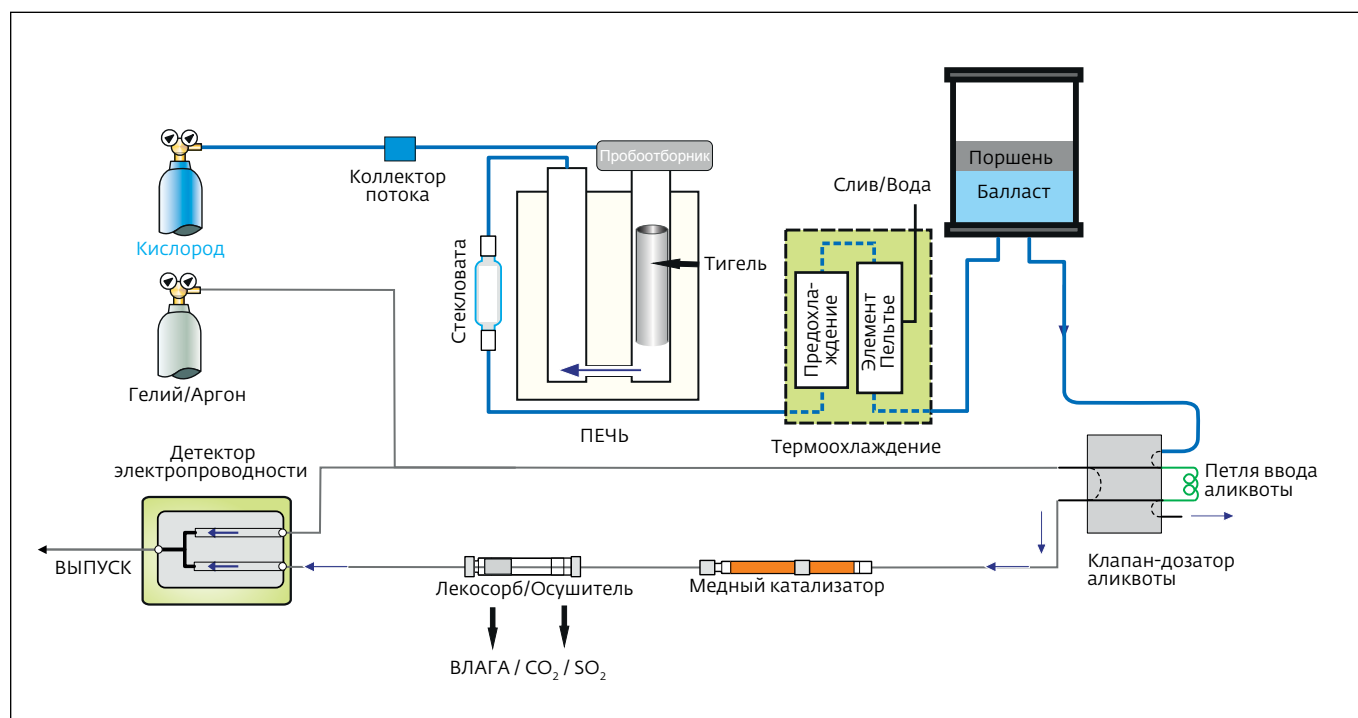 Кислород
Гелий/Аргон
Коллектор
потока
Пробоотборник
Стекловата
Тигель
ПЕЧЬ
Слив/Вода
Предохла-
ждение
Элемент
Пельтье
Термоохлаждение
Поршень
Балласт
Петля ввода
аликвоты
Клапан-дозатор
аликвоты
Детектор
электропроводности
ВЫПУСК
Лекосорб/Осушитель
Медный катализатор
ВЛАГА / CO₂ / SO₂